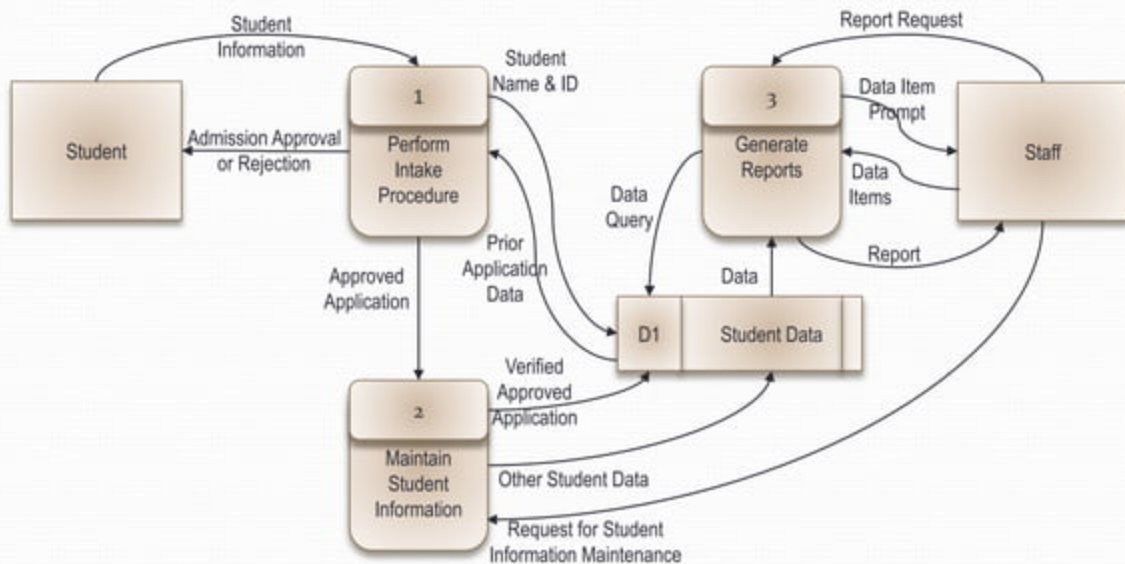 Student
Information
Student
Name & ID
Report Request
1
3
Data Item
Prompt
Student
Admission Approval
or Rejection
Perform
Intake
Procedure
Generate
Reports
Data
Items
Staff
Data
Query
Approved
Application
Prior
Application
Data
Data
Report
D1
Student Data
Verified
Approved
Application
2
Maintain
Student
Information
Other Student Data
Request for Student
Information Maintenance